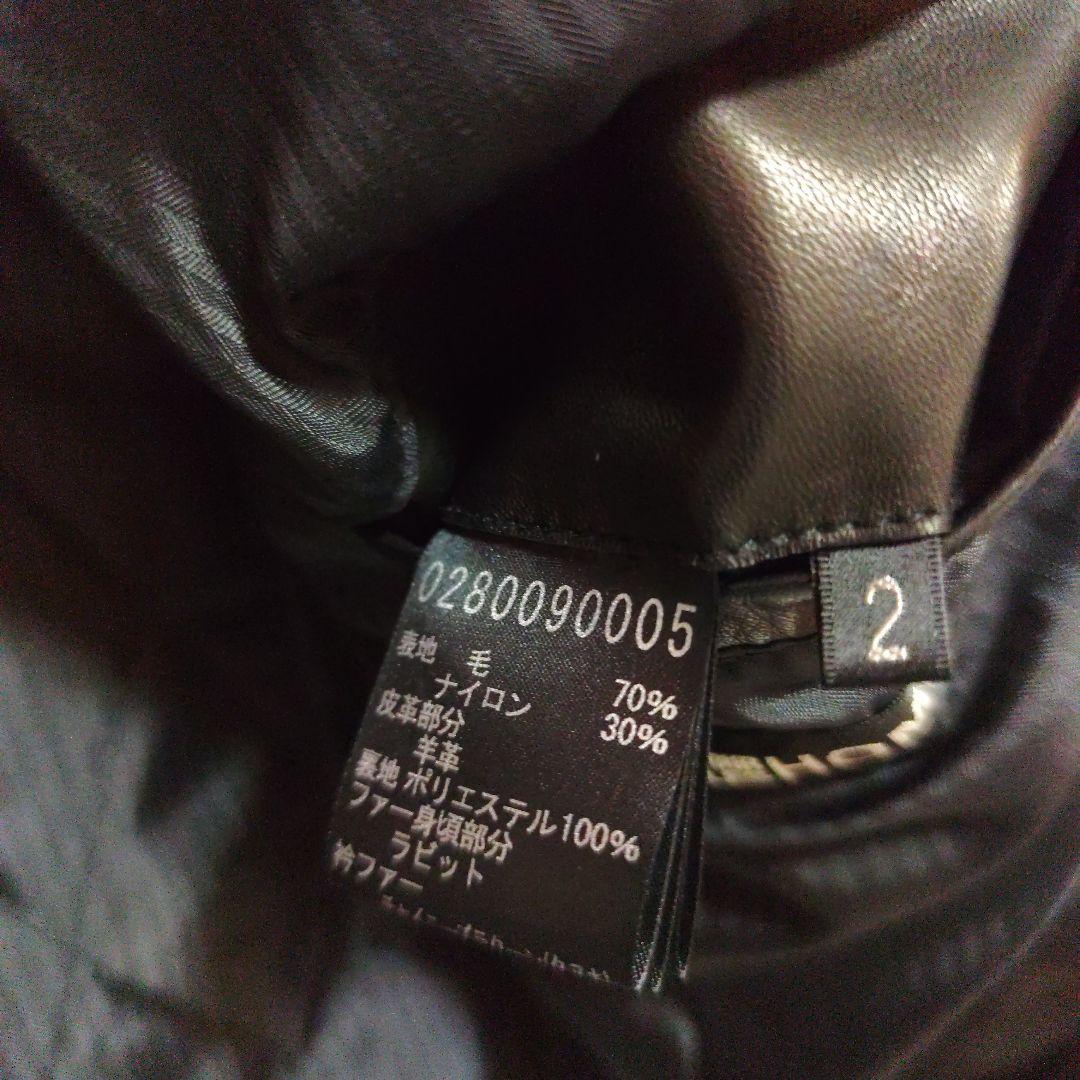 0280090005
表地 毛 70%
ナイロン 30%
皮革部分
羊革
裏地 ポリエステル100%
ファー身頃部分
ラビット
衿ファー
2